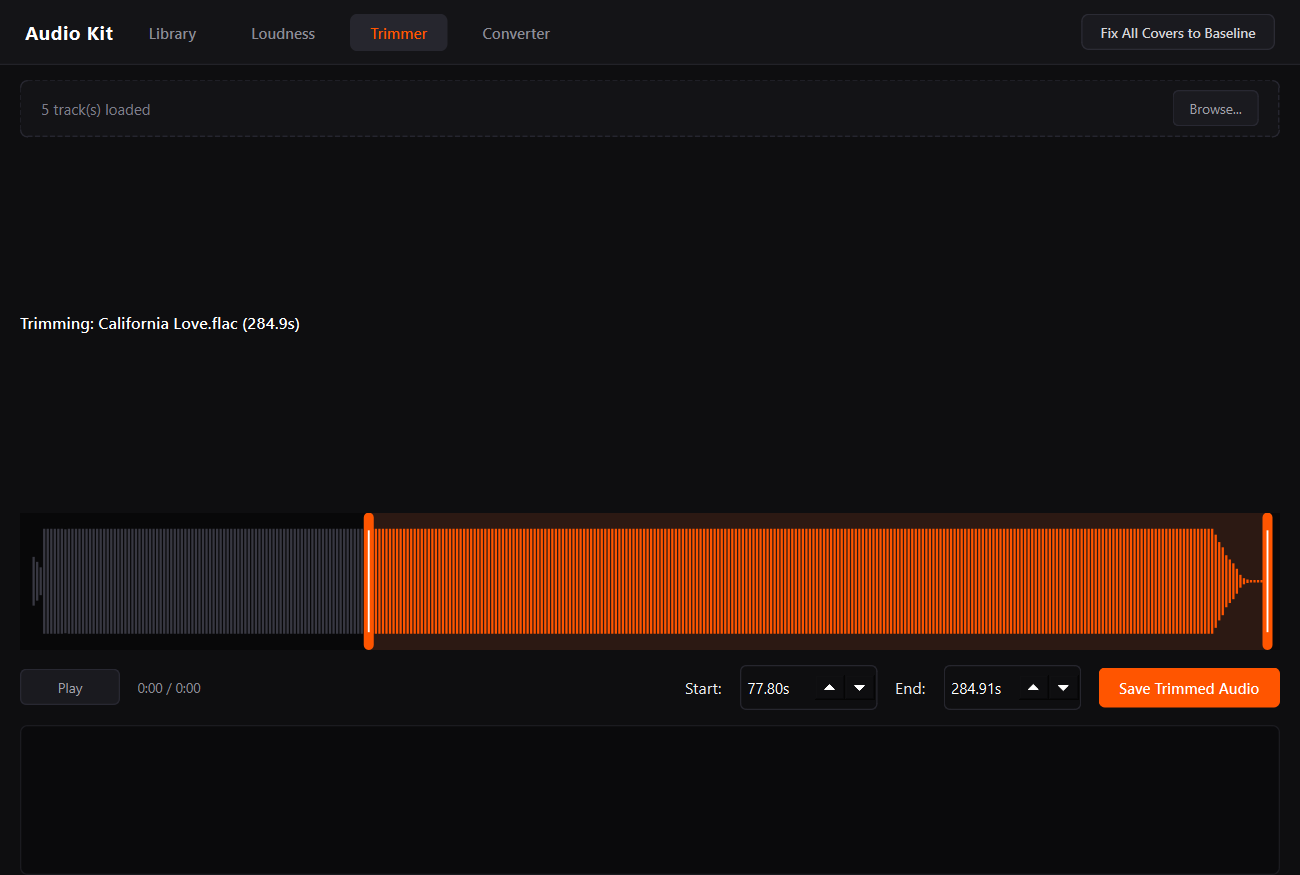 Audio Kit Library Loudness Trimmer Converter Fix All Covers to Baseline
5 track(s) loaded Browse...
Trimming: California Love.flac (284.9s)
Play 0:00 / 0:00 Start: 77.80s End: 284.91s Save Trimmed Audio